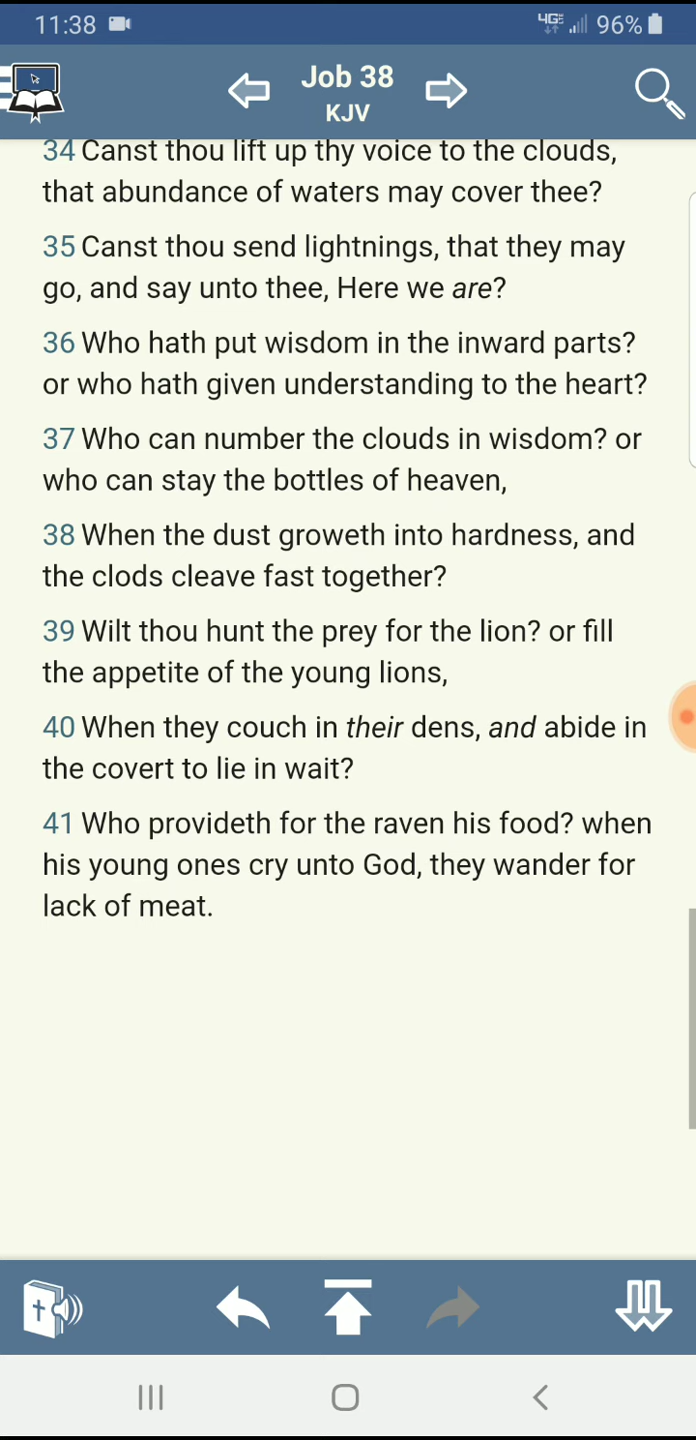 11:38
4GE 96%
Job 38
KJV
34 Canst thou lift up thy voice to the clouds,
that abundance of waters may cover thee?
35 Canst thou send lightnings, that they may
go, and say unto thee, Here we are?
36 Who hath put wisdom in the inward parts?
or who hath given understanding to the heart?
37 Who can number the clouds in wisdom? or
who can stay the bottles of heaven,
38 When the dust groweth into hardness, and
the clods cleave fast together?
39 Wilt thou hunt the prey for the lion? or fill
the appetite of the young lions,
40 When they couch in their dens, and abide in
the covert to lie in wait?
41 Who provideth for the raven his food? when
his young ones cry unto God, they wander for
lack of meat.